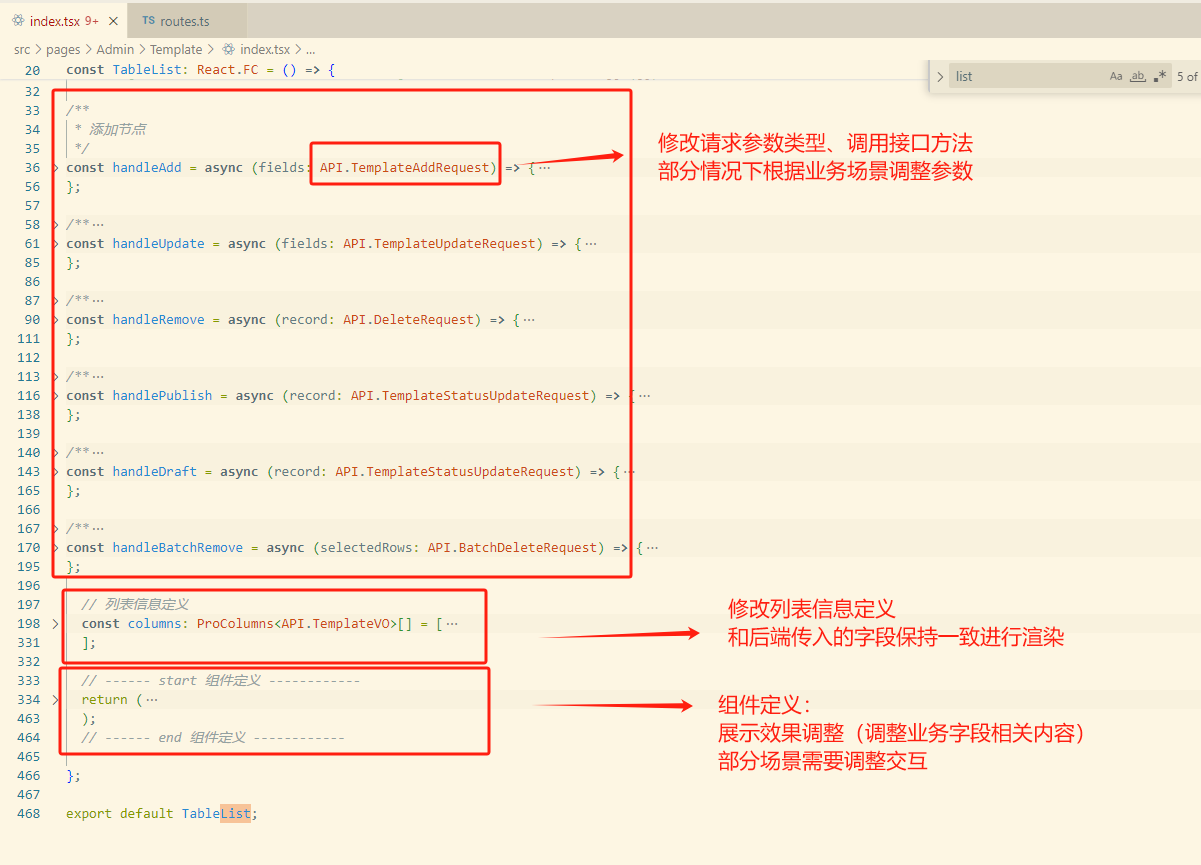 index.tsx 9+ ×
TS routes.ts
src > pages > Admin > Template > index.tsx > ...
20 const TableList: React.FC = () => {
list Aa ab .* 5 of
32
33 /**
34 * 添加节点
35 */
36 > const handleAdd = async (fields: API.TemplateAddRequest) => { ···
56 };
57
58 > /** ···
61 > const handleUpdate = async (fields: API.TemplateUpdateRequest) => { ···
85 };
86
87 > /** ···
90 > const handleRemove = async (record: API.DeleteRequest) => { ···
111 };
112
113 > /** ···
116 > const handlePublish = async (record: API.TemplateStatusUpdateRequest) => { ···
138 };
139
140 > /** ···
143 > const handleDraft = async (record: API.TemplateStatusUpdateRequest) => { ···
165 };
166
167 > /** ···
170 > const handleBatchRemove = async (selectedRows: API.BatchDeleteRequest) => { ···
195 };
196
197 // 列表信息定义
198 > const columns: ProColumns<API.TemplateVO>[] = [ ···
331 ];
332
333 // ------ start 组件定义 ------------
334 > return ( ···
463 );
464 // ------ end 组件定义 ------------
465
466 };
467
468 export default TableList;
修改请求参数类型、调用接口方法
部分情况下根据业务场景调整参数
修改列表信息定义
和后端传入的字段保持一致进行渲染
组件定义：
展示效果调整（调整业务字段相关内容）
部分场景需要调整交互